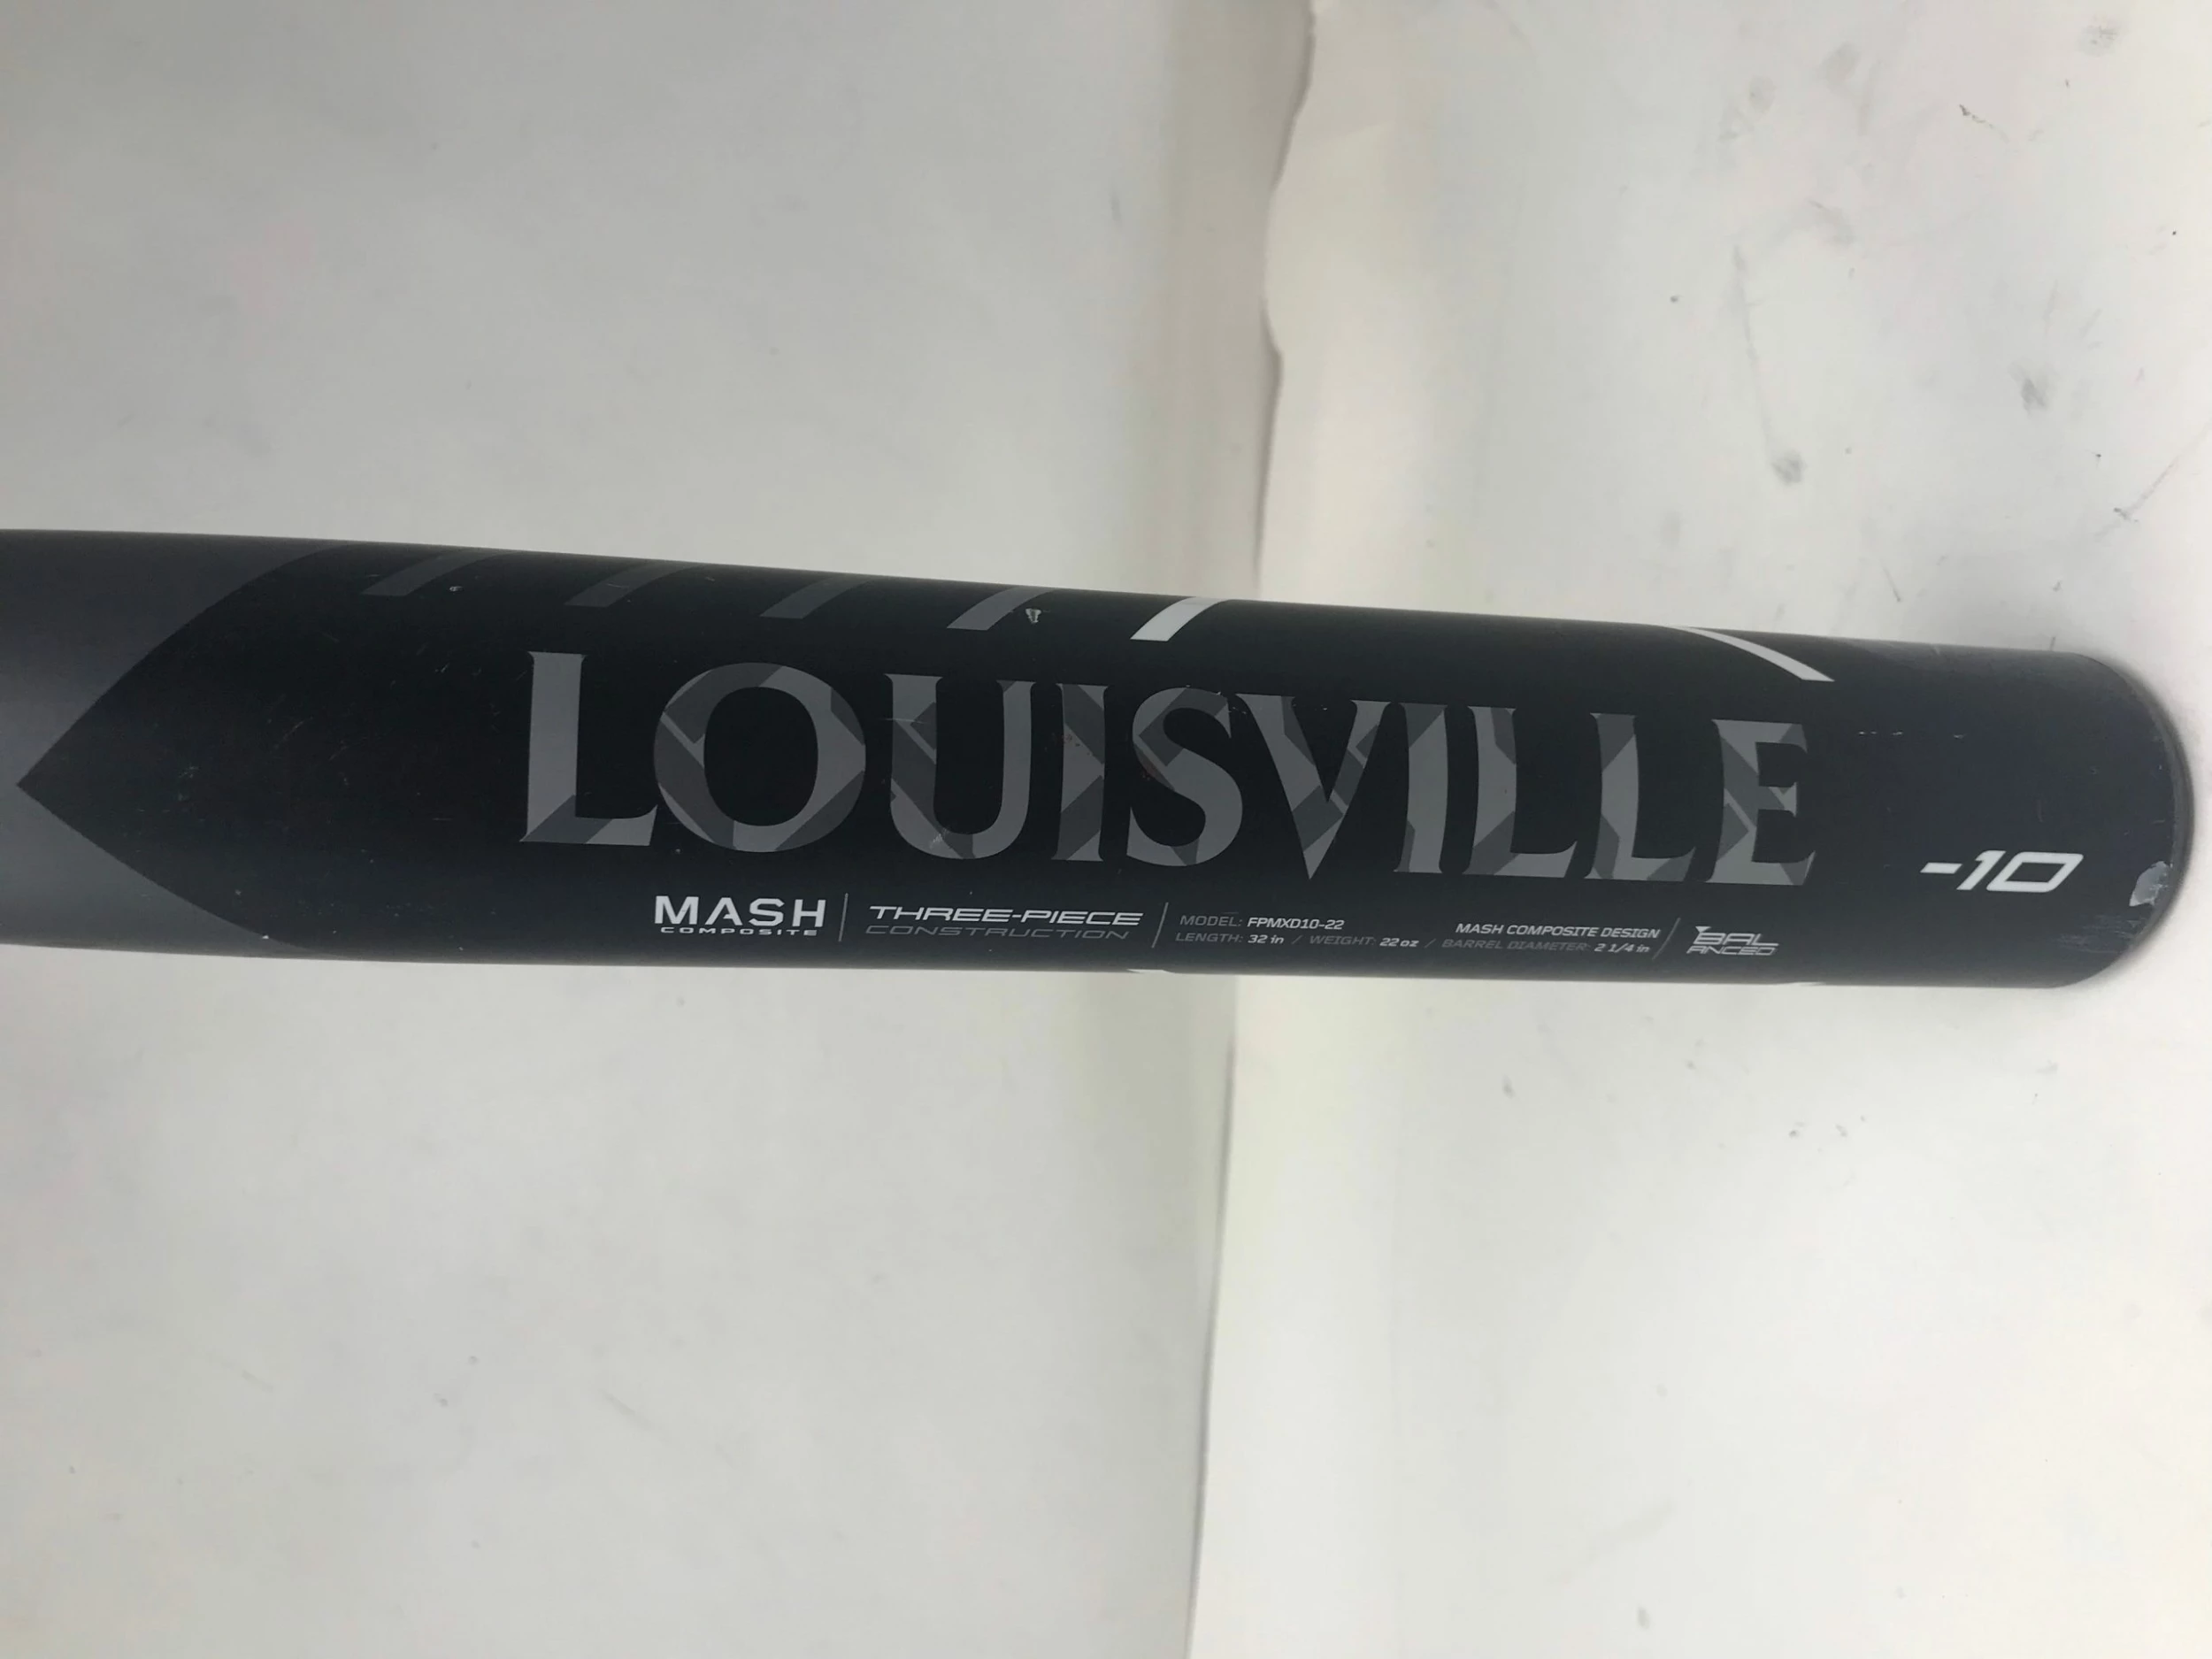 LOUISVILLE
-10
MASH
COMPOSITE
THREE-PIECE
CONSTRUCTION
MODEL: FPMXD10-22
LENGTH: 32 in / WEIGHT: 22 oz / BARREL DIAMETER: 2 1/4 in
MASH COMPOSITE DESIGN
BAL
ANCED